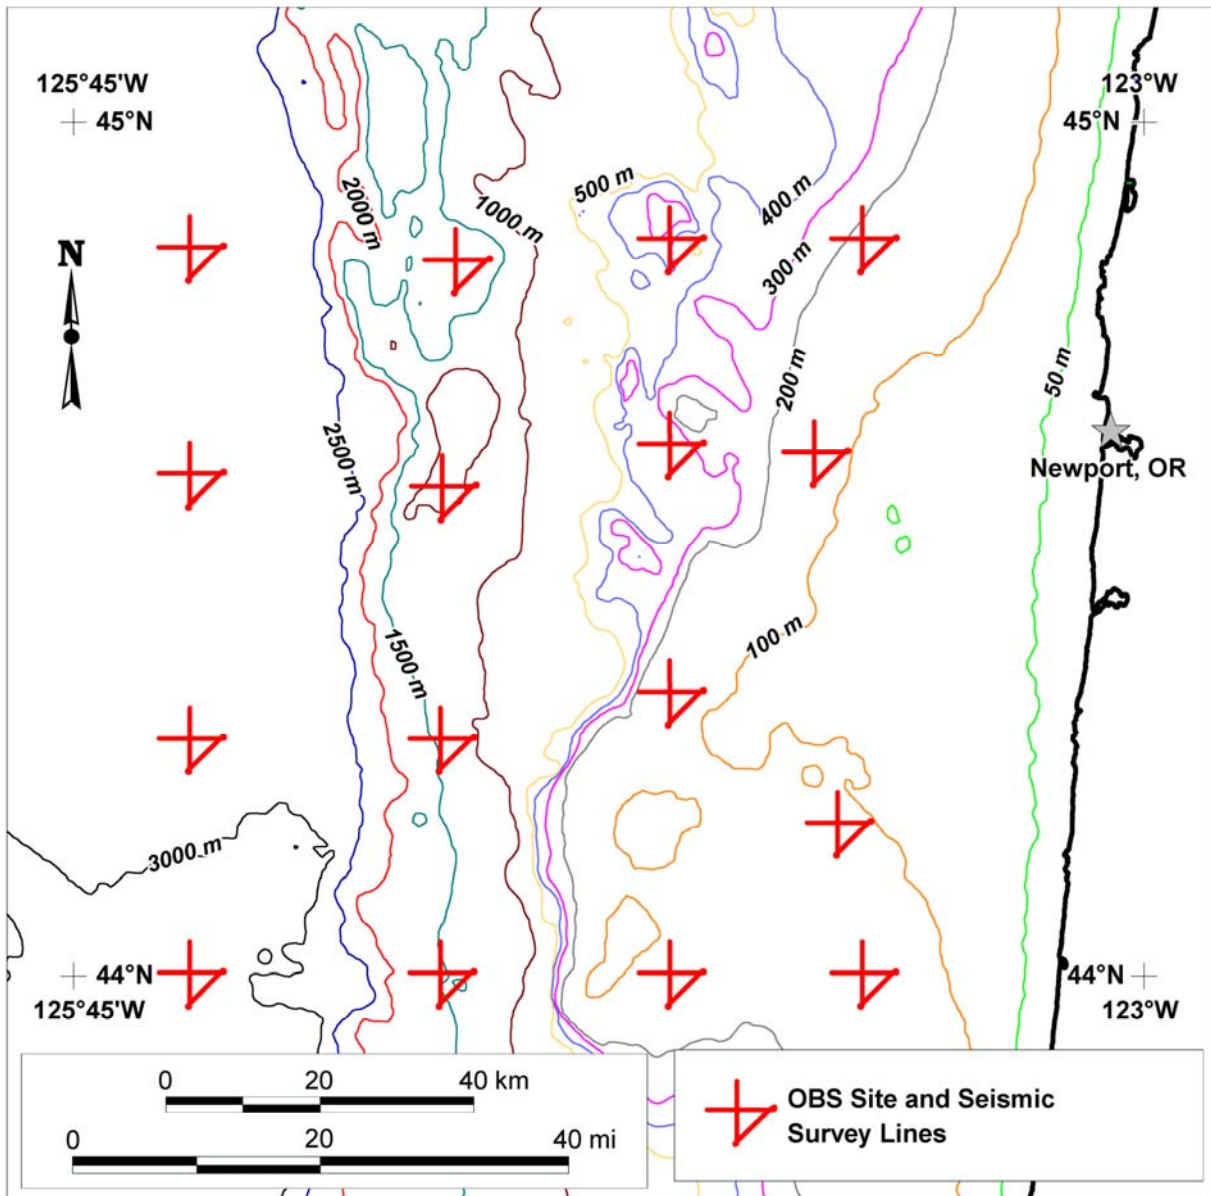 125°45'W
123°W
45°N
45°N
500 m
400 m
2000 m
1000 m
N
300 m
200 m
50 m
2500 m
Newport, OR
100 m
1500 m
3000 m
44°N
44°N
125°45'W
123°W
0 20 40 km
0 20 40 mi
OBS Site and Seismic
Survey Lines